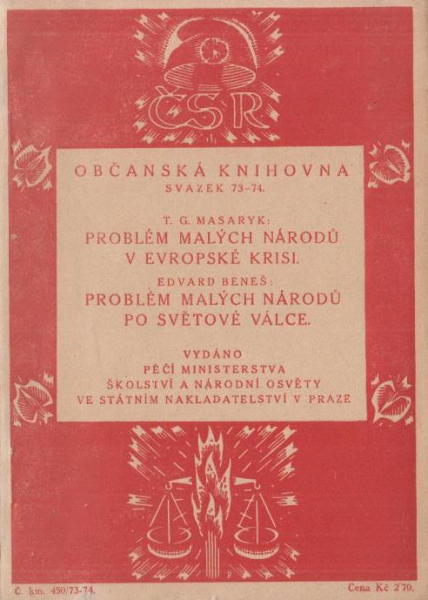 ČSR
OBČANSKÁ KNIHOVNA
SVAZEK 73-74.
T. G. MASARYK:
PROBLÉM MALÝCH NÁRODŮ
V EVROPSKÉ KRISI.
EDVARD BENEŠ:
PROBLÉM MALÝCH NÁRODŮ
PO SVĚTOVÉ VÁLCE.
VYDÁNO
PÉČÍ MINISTERSTVA
ŠKOLSTVÍ A NÁRODNÍ OSVĚTY
VE STÁTNÍM NAKLADATELSTVÍ V PRAZE
Č. km. 450/73-74.
Cena Kč 2'70.